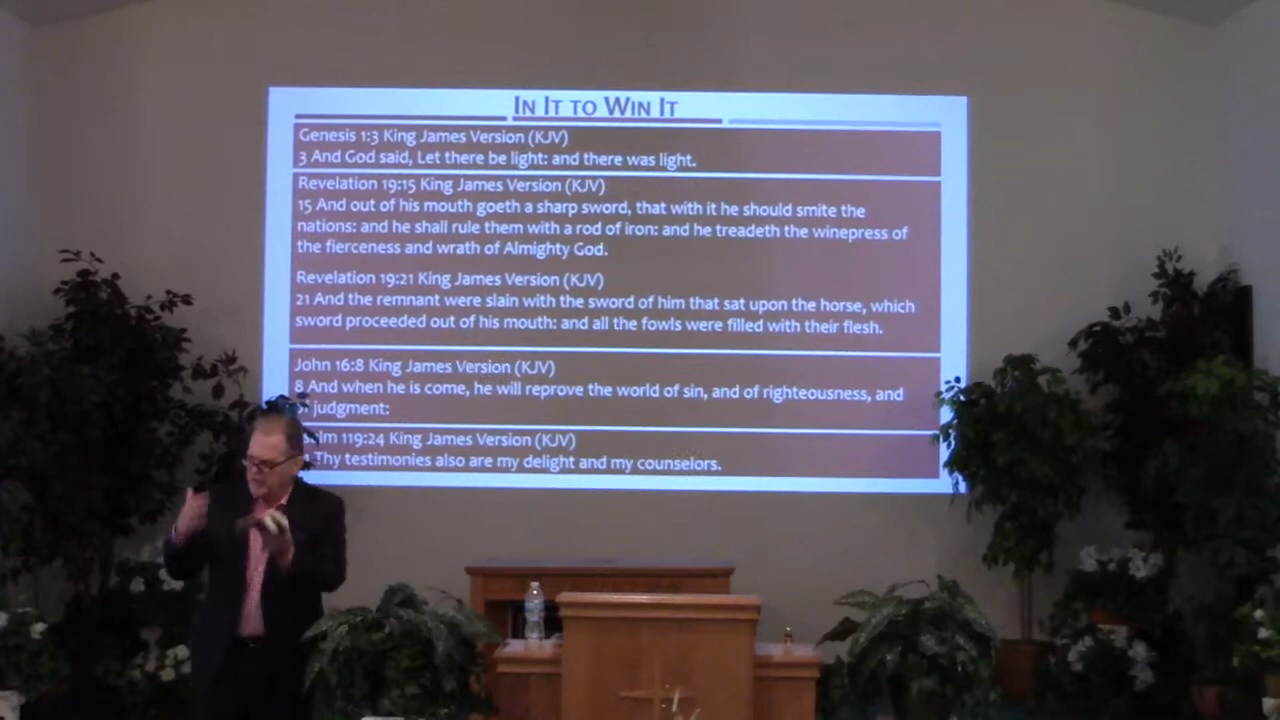 IN IT TO WIN IT
Genesis 1:3 King James Version (KJV)
3 And God said, Let there be light: and there was light.
Revelation 19:15 King James Version (KJV)
15 And out of his mouth goeth a sharp sword, that with it he should smite the
nations: and he shall rule them with a rod of iron: and he treadeth the winepress of
the fierceness and wrath of Almighty God.
Revelation 19:21 King James Version (KJV)
21 And the remnant were slain with the sword of him that sat upon the horse, which
sword proceeded out of his mouth: and all the fowls were filled with their flesh.
John 16:8 King James Version (KJV)
8 And when he is come, he will reprove the world of sin, and of righteousness, and
judgment:
119:24 King James Version (KJV)
Thy testimonies also are my delight and my counselors.